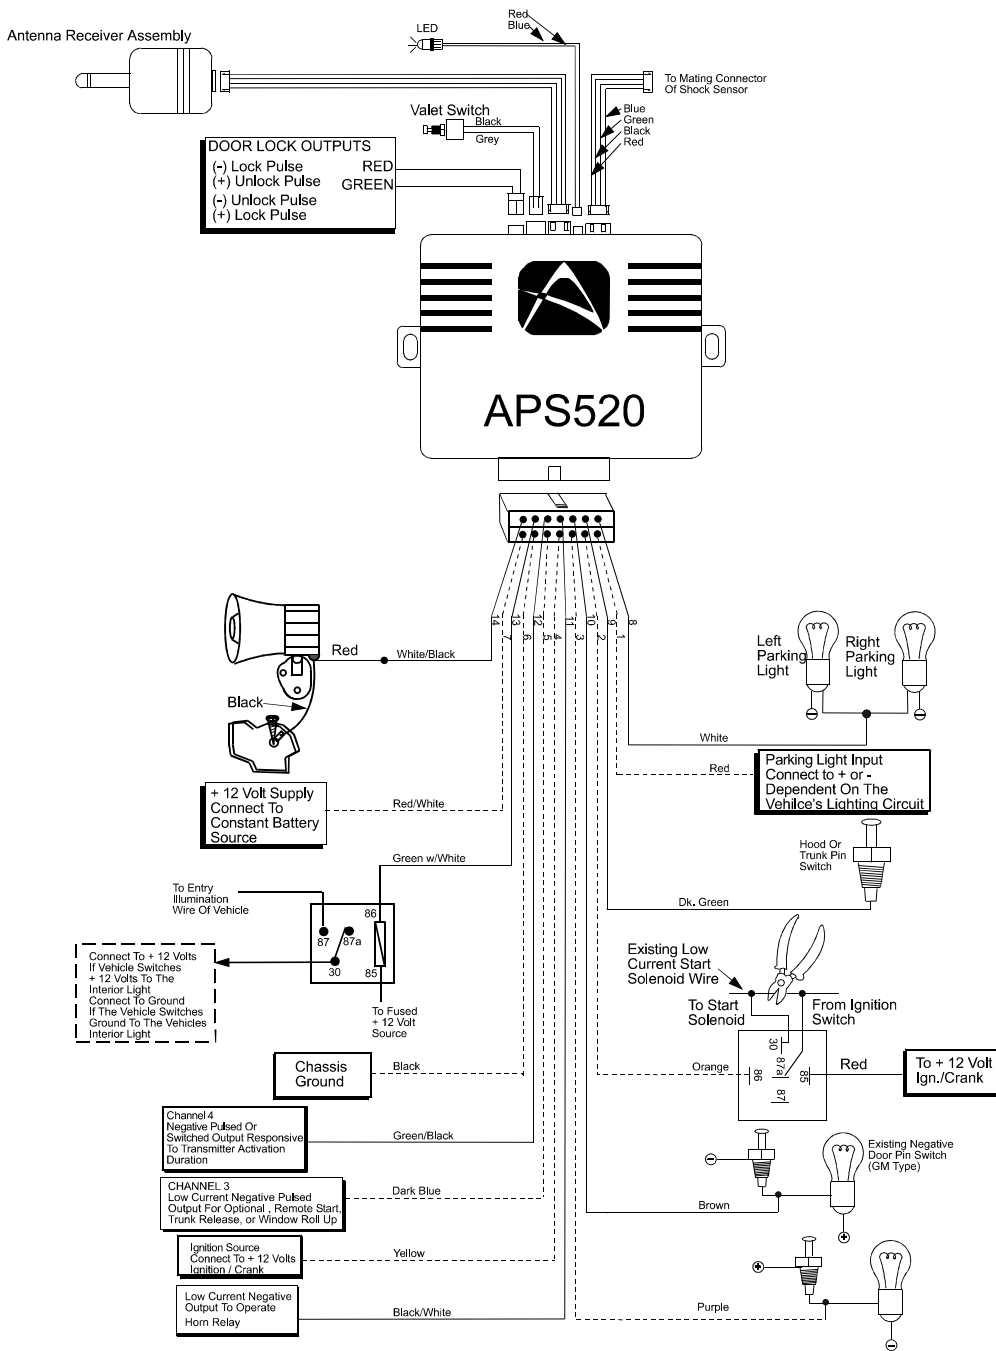 Antenna Receiver Assembly
LED
Red
Blue
To Mating Connector
Of Shock Sensor
Valet Switch
Black
Grey
Blue
Green
Black
Red
DOOR LOCK OUTPUTS
(-) Lock Pulse RED
(+) Unlock Pulse GREEN
(-) Unlock Pulse
(+) Lock Pulse
APS520
14 7 13 6 12 5 4 11 3 10 2 9 1 8
Red
White/Black
Black
Left
Parking
Light
Right
Parking
Light
White
Red
Parking Light Input
Connect to + or -
Dependent On The
Vehilce's Lighting Circuit
+ 12 Volt Supply
Connect To
Constant Battery
Source
Red/White
Hood Or
Trunk Pin
Switch
Green w/White
To Entry
Illumination
Wire Of Vehicle
86
87 87a
30 85
Dk. Green
Connect To + 12 Volts
If Vehicle Switches
+ 12 Volts To The
Interior Light
Connect To Ground
If The Vehicle Switches
Ground To The Vehicles
Interior Light
To Fused
+ 12 Volt
Source
Existing Low
Current Start
Solenoid Wire
To Start
Solenoid
From Ignition
Switch
30
86 87a 85
87
Orange
Red
To + 12 Volt
Ign./Crank
Chassis
Ground
Black
Channel 4
Negative Pulsed Or
Switched Output Responsive
To Transmitter Activation
Duration
Green/Black
Existing Negative
Door Pin Switch
(GM Type)
CHANNEL 3
Low Current Negative Pulsed
Output For Optional , Remote Start,
Trunk Release, or Window Roll Up
Dark Blue
Brown
Ignition Source
Connect To + 12 Volts
Ignition / Crank
Yellow
Low Current Negative
Output To Operate
Horn Relay
Black/White
Purple